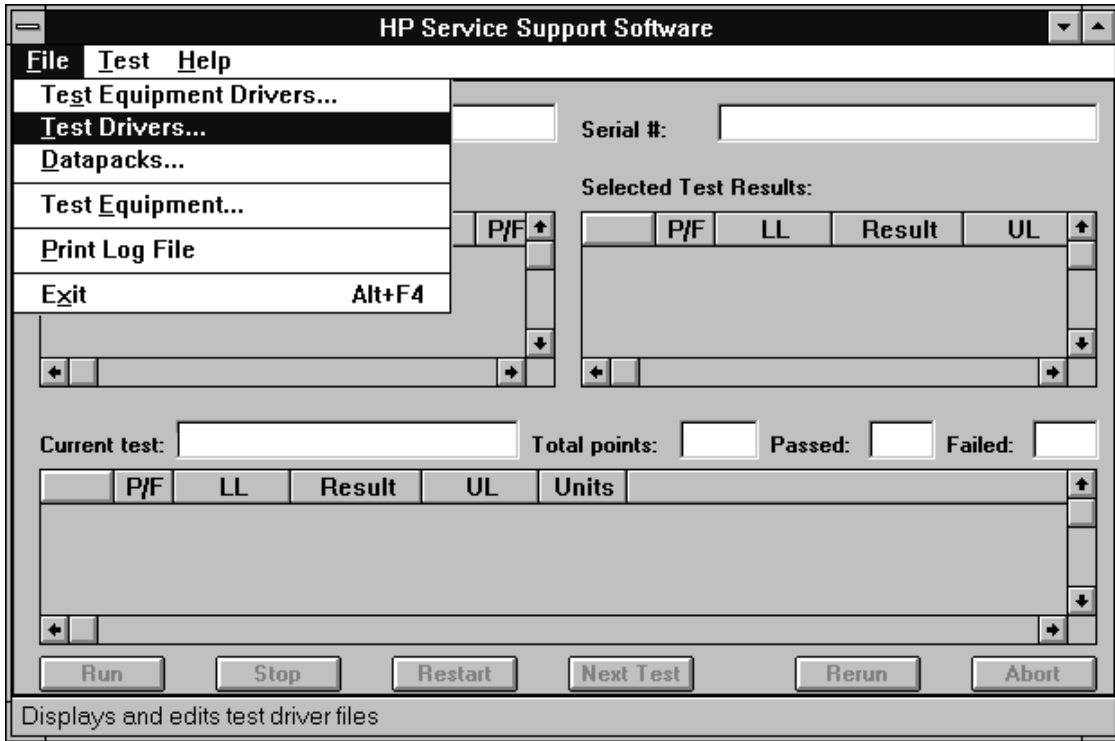 HP Service Support Software
File Test Help
Test Equipment Drivers...
Test Drivers...
Datapacks...
Test Equipment...
Print Log File
Exit Alt+F4
Serial #:
Selected Test Results:
P/F
P/F LL Result UL
Current test: Total points: Passed: Failed:
P/F LL Result UL Units
Run Stop Restart Next Test Rerun Abort
Displays and edits test driver files